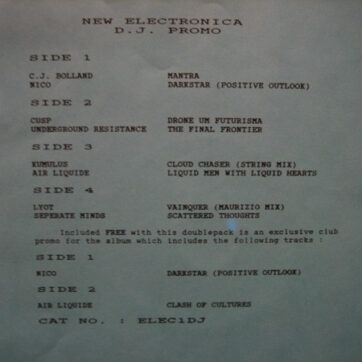 NEW ELECTRONICA
D.J. PROMO
SIDE 1
C.J. BOLLAND MANTRA
NICO DARKSTAR (POSITIVE OUTLOOK)
SIDE 2
CUSP DRONE UM FUTURISMA
UNDERGROUND RESISTANCE THE FINAL FRONTIER
SIDE 3
KUMULUS CLOUD CHASER (STRING MIX)
AIR LIQUIDE LIQUID MEN WITH LIQUID HEARTS
SIDE 4
LYOT VAINQUER (MAURIZIO MIX)
SEPERATE MINDS SCATTERED THOUGHTS
Included FREE with this doublepack is an exclusive club
promo for the album which includes the following tracks :
SIDE 1
NICO DARKSTAR (POSITIVE OUTLOOK)
SIDE 2
AIR LIQUIDE CLASH OF CULTURES
CAT NO. : ELEC1DJ